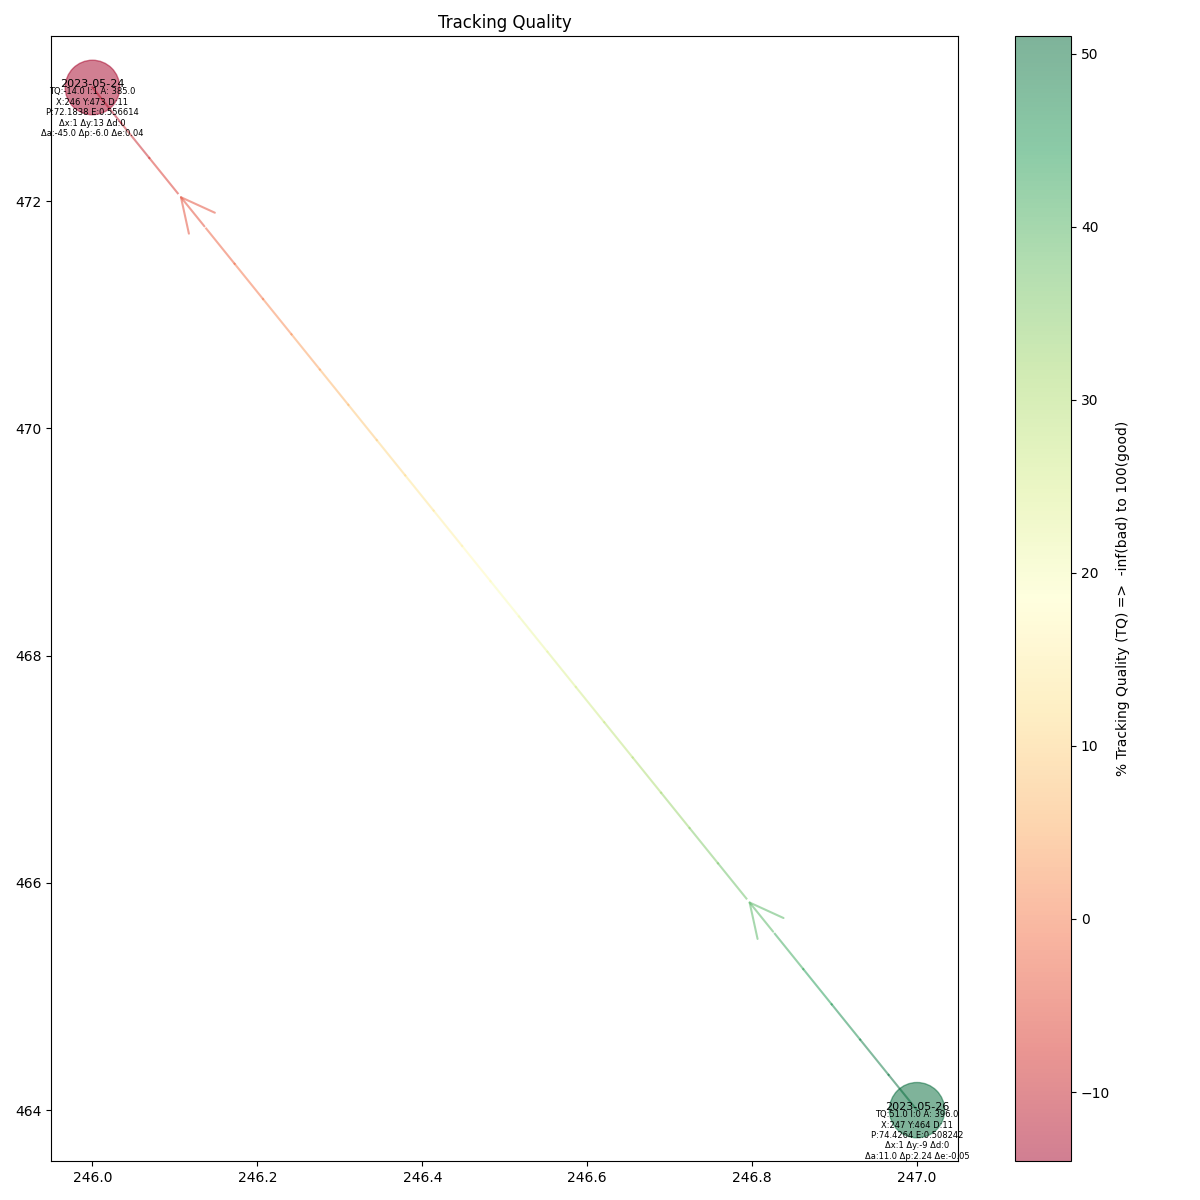 Tracking Quality
2023-05-24
TQ:-14.0 I:1 A: 385.0
X:246 Y:473 D:11
P:72.1838 E:0.556614
Δx:1 Δy:13 Δd:0
Δa:-45.0 Δp:-6.0 Δe:0.04
472
470
468
466
464
2023-05-26
TQ:51.0 I:0 A: 396.0
X:247 Y:464 D:11
P:74.4264 E:0.508242
Δx:1 Δy:-9 Δd:0
Δa:11.0 Δp:2.24 Δe:-0.05
246.0 246.2 246.4 246.6 246.8 247.0
50
40
30
20
10
0
−10
% Tracking Quality (TQ) => -inf(bad) to 100(good)